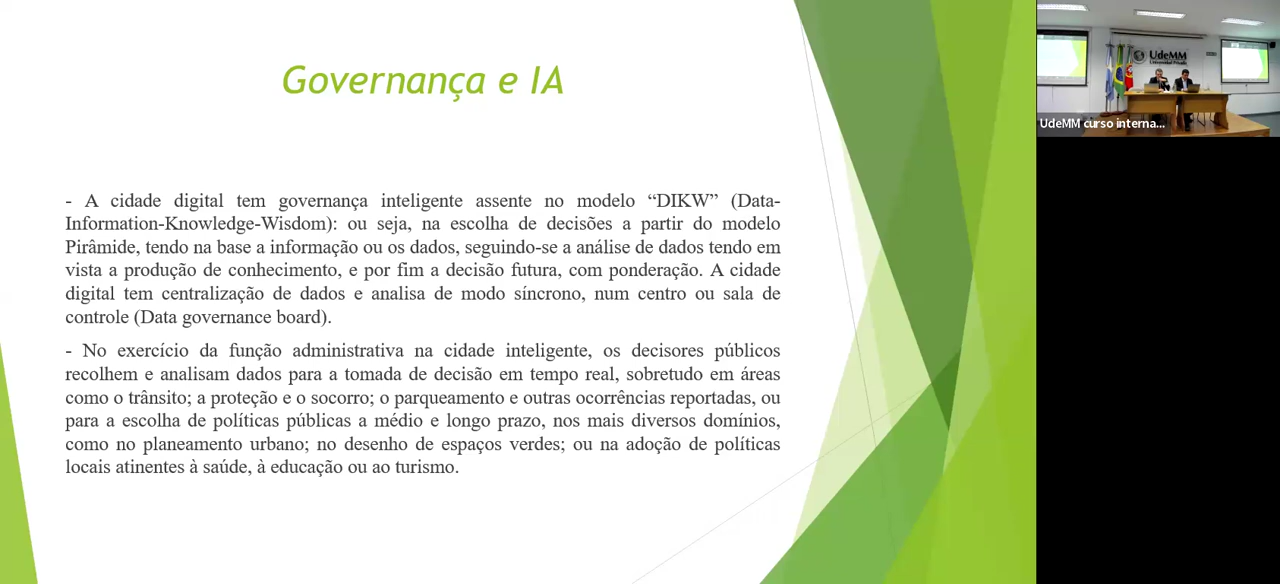 Governança e IA
- A cidade digital tem governança inteligente assente no modelo “DIKW” (Data-
Information-Knowledge-Wisdom): ou seja, na escolha de decisões a partir do modelo
Pirâmide, tendo na base a informação ou os dados, seguindo-se a análise de dados tendo em
vista a produção de conhecimento, e por fim a decisão futura, com ponderação. A cidade
digital tem centralização de dados e analisa de modo síncrono, num centro ou sala de
controle (Data governance board).
- No exercício da função administrativa na cidade inteligente, os decisores públicos
recolhem e analisam dados para a tomada de decisão em tempo real, sobretudo em áreas
como o trânsito; a proteção e o socorro; o parqueamento e outras ocorrências reportadas, ou
para a escolha de políticas públicas a médio e longo prazo, nos mais diversos domínios,
como no planeamento urbano; no desenho de espaços verdes; ou na adoção de políticas
locais atinentes à saúde, à educação ou ao turismo.
UdeMM
Universidad Privada
UdeMM curso interna...